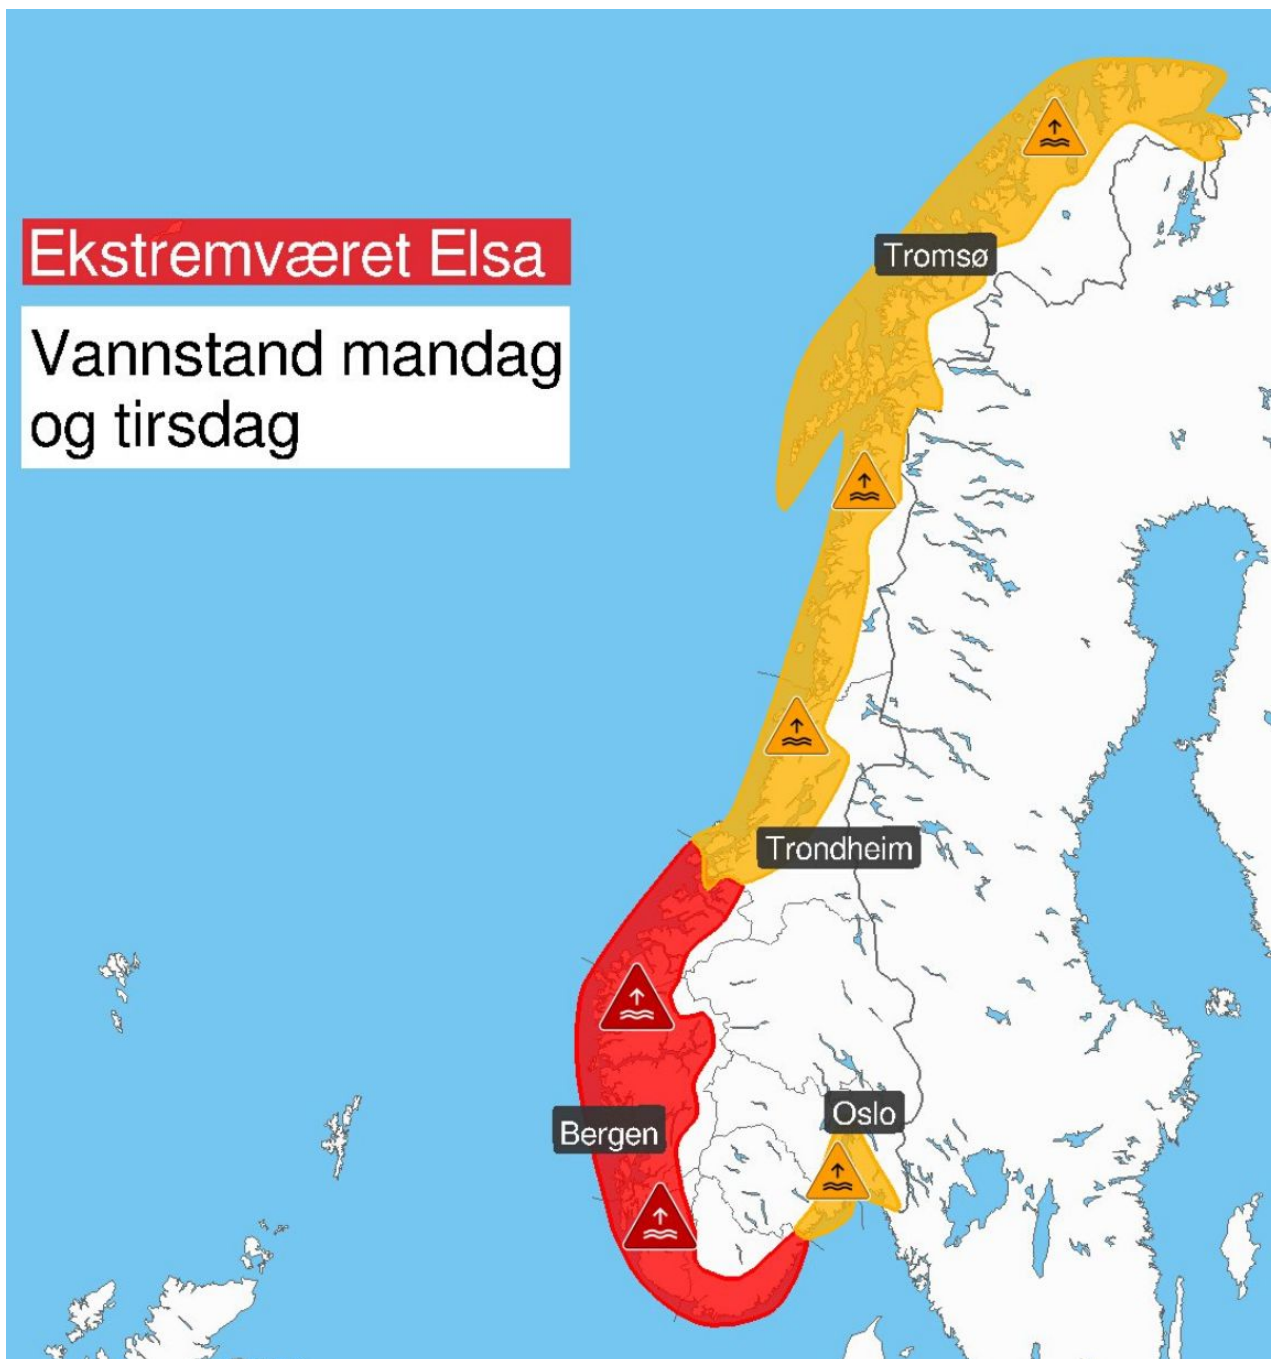 Ekstremværet Elsa
Vannstand mandag
og tirsdag
Tromsø
Trondheim
Oslo
Bergen